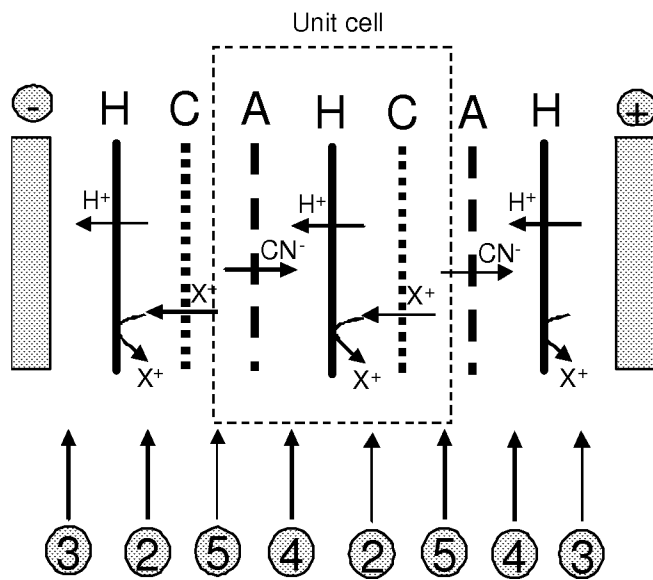 Unit cell
- H C A H C A H +
H+ H+ H+
CN- CN-
X+ X+
X+ X+ X+
3 2 5 4 2 5 4 3